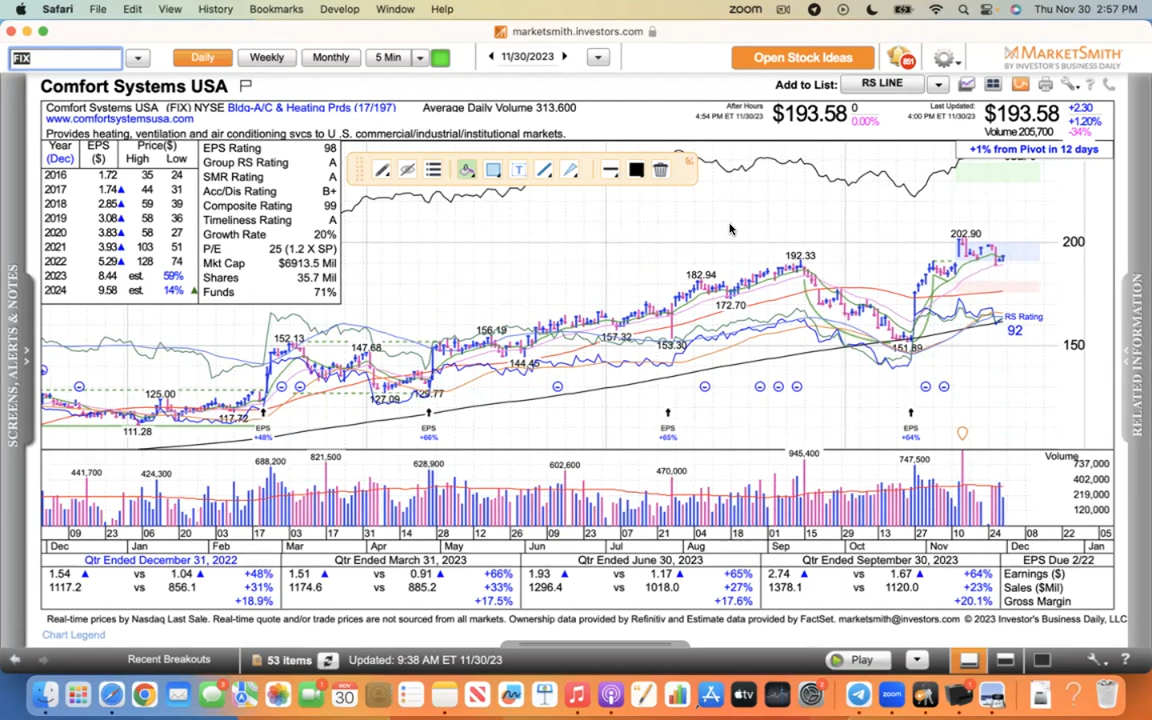 Safari File Edit View History Bookmarks Develop Window Help zoom Thu Nov 30 2:57 PM
marketsmith.investors.com
FIX Daily Weekly Monthly 5 Min 11/30/2023 Open Stock Ideas 851 MARKETSMITH
BY INVESTOR'S BUSINESS DAILY
Comfort Systems USA Add to List: RS LINE
Comfort Systems USA (FIX) NYSE Bldg-A/C & Heating Prds (17/197) Average Daily Volume 313,600
www.comfortsystemsusa.com
Provides heating, ventilation and air conditioning svcs to U .S. commercial/industrial/institutional markets.
After Hours
4:54 PM ET 11/30/23
$193.58 0
0.00%
Last Updated:
4:00 PM ET 11/30/23
$193.58 +2.30
+1.20%
Volume 205,700 -34%
+1% from Pivot in 12 days
Year (Dec) EPS ($) Price($) High Low
2016 1.72 35 24
2017 1.74 44 31
2018 2.85 59 39
2019 3.08 58 36
2020 3.83 58 27
2021 3.93 103 51
2022 5.29 128 74
2023 8.44 est. 59%
2024 9.58 est. 14%
EPS Rating 98
Group RS Rating A
SMR Rating A
Acc/Dis Rating B+
Composite Rating 99
Timeliness Rating A
Growth Rate 20%
P/E 25 (1.2 X SP)
Mkt Cap $6913.5 Mil
Shares 35.7 Mil
Funds 71%
202.90
200
192.33
182.94
172.70
156.19
157.32
153.30
152.13
147.68
144.45
151.89
150
RS Rating
92
125.00
127.09
129.77
117.72
111.28
EPS EPS EPS EPS
+48% +66% +65% +64%
Volume
441,700 424,300 688,200 821,500 628,900 602,600 470,000 945,400 747,500
737,000
402,000
219,000
120,000
09 23 06 20 03 17 03 17 31 14 28 12 26 09 23 07 21 04 18 01 15 29 13 27 10 24 08 22 05
Dec Jan Feb Mar Apr May Jun Jul Aug Sep Oct Nov Dec Jan
Qtr Ended December 31, 2022 Qtr Ended March 31, 2023 Qtr Ended June 30, 2023 Qtr Ended September 30, 2023 EPS Due 2/22
1.54 vs 1.04 +48% 1.51 vs 0.91 +66% 1.93 vs 1.17 +65% 2.74 vs 1.67 +64% Earnings ($)
1117.2 vs 856.1 +31% 1174.6 vs 885.2 +33% 1296.4 vs 1018.0 +27% 1378.1 vs 1120.0 +23% Sales ($Mil)
+18.9% +17.5% +17.6% +20.1% Gross Margin
Real-time prices by Nasdaq Last Sale. Real-time quote and/or trade prices are not sourced from all markets. Ownership data provided by Refinitiv and Estimate data provided by FactSet. marketsmith@investors.com © 2023 Investor's Business Daily, LLC
Chart Legend
SCREENS, ALERTS & NOTES
RELATED INFORMATION
Recent Breakouts 53 items Updated: 9:38 AM ET 11/30/23 Play
NOV
30
tv
zoom